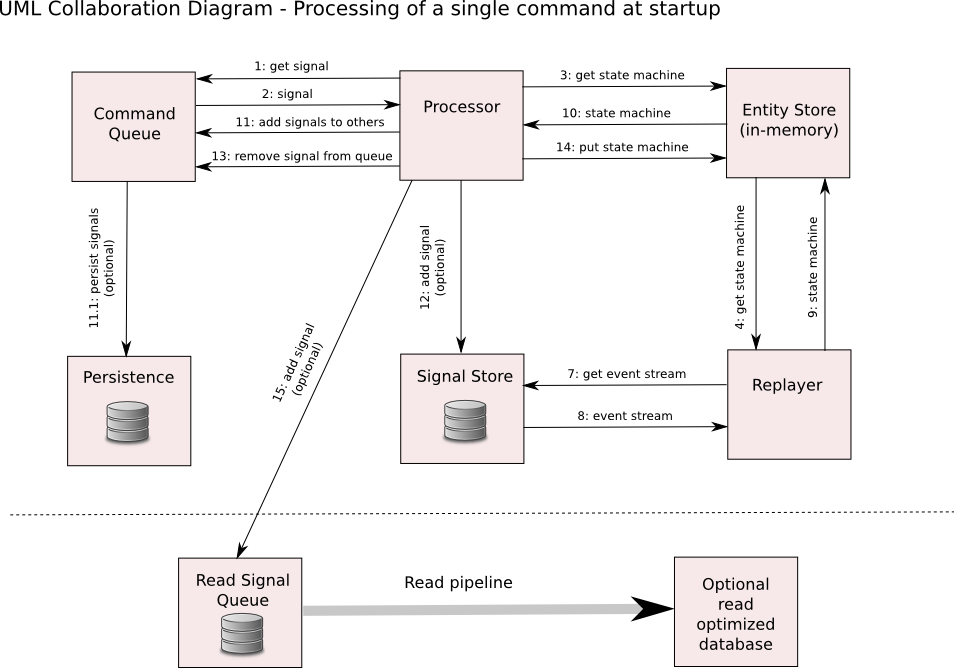 UML Collaboration Diagram - Processing of a single command at startup
Command
Queue
1: get signal
2: signal
11: add signals to others
13: remove signal from queue
Processor
3: get state machine
10: state machine
14: put state machine
Entity Store
(in-memory)
11.1: persist signals
(optional)
15: add signal
(optional)
12: add signal
(optional)
4: get state machine
9: state machine
Persistence
Signal Store
7: get event stream
8: event stream
Replayer
Read Signal
Queue
Read pipeline
Optional
read
optimized
database